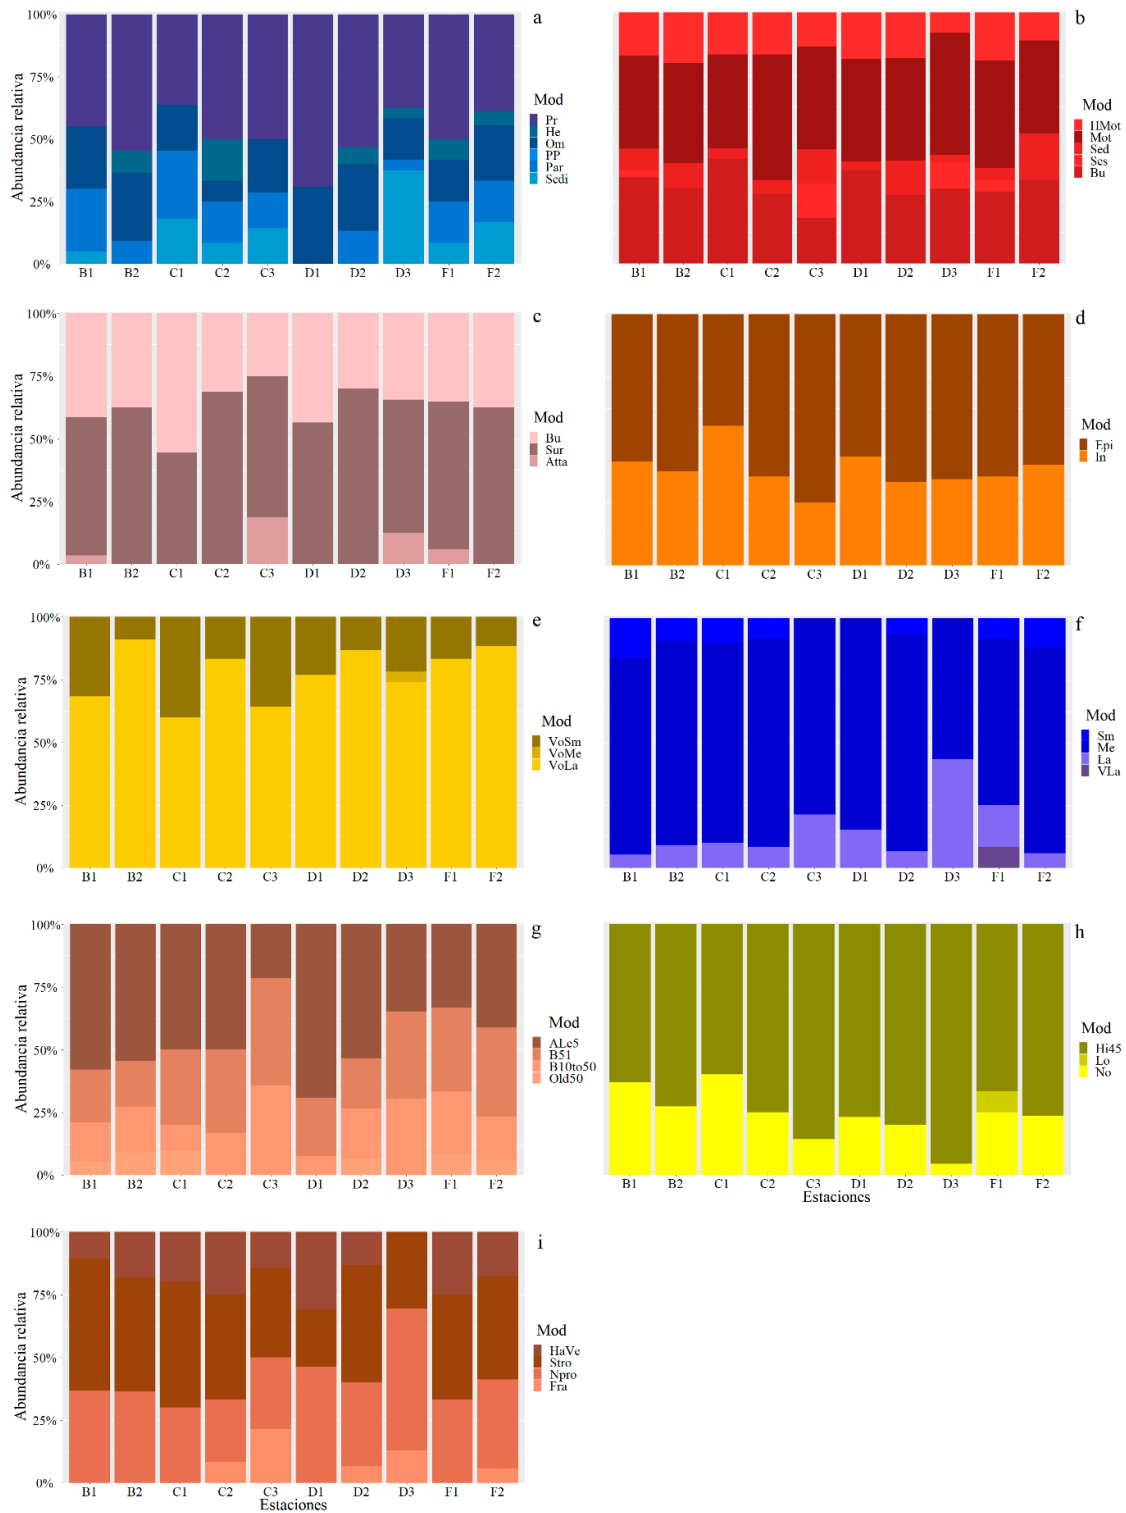 a
100%
75%
50%
25%
0%
Abundancia relativa
B1 B2 C1 C2 C3 D1 D2 D3 F1 F2
Mod
Pr
He
Om
PP
Par
Sedi
b
B1 B2 C1 C2 C3 D1 D2 D3 F1 F2
Mod
HMot
Mot
Sed
Ses
Bu
c
100%
75%
50%
25%
0%
Abundancia relativa
B1 B2 C1 C2 C3 D1 D2 D3 F1 F2
Mod
Bu
Sur
Atta
d
B1 B2 C1 C2 C3 D1 D2 D3 F1 F2
Mod
Epi
In
e
100%
75%
50%
25%
0%
Abundancia relativa
B1 B2 C1 C2 C3 D1 D2 D3 F1 F2
Mod
VoSm
VoMe
VoLa
f
B1 B2 C1 C2 C3 D1 D2 D3 F1 F2
Mod
Sm
Me
La
VLa
g
100%
75%
50%
25%
0%
Abundancia relativa
B1 B2 C1 C2 C3 D1 D2 D3 F1 F2
Mod
ALe5
B51
B10to50
Old50
h
B1 B2 C1 C2 C3 D1 D2 D3 F1 F2
Estaciones
Mod
Hi45
Lo
No
i
100%
75%
50%
25%
0%
Abundancia relativa
B1 B2 C1 C2 C3 D1 D2 D3 F1 F2
Estaciones
Mod
HaVe
Stro
Npro
Fra